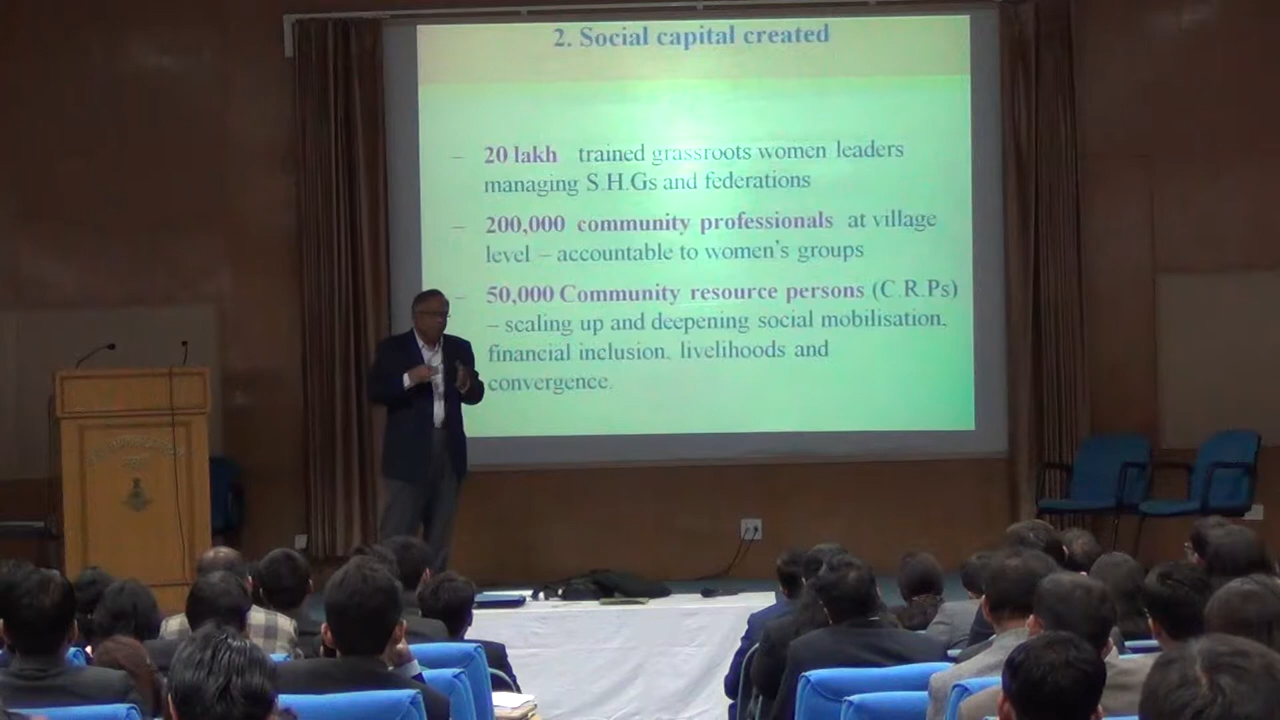 2. Social capital created
– 20 lakh trained grassroots women leaders
managing S.H.Gs and federations
– 200,000 community professionals at village
level – accountable to women's groups
– 50,000 Community resource persons (C.R.Ps)
– scaling up and deepening social mobilisation,
financial inclusion, livelihoods and
convergence.